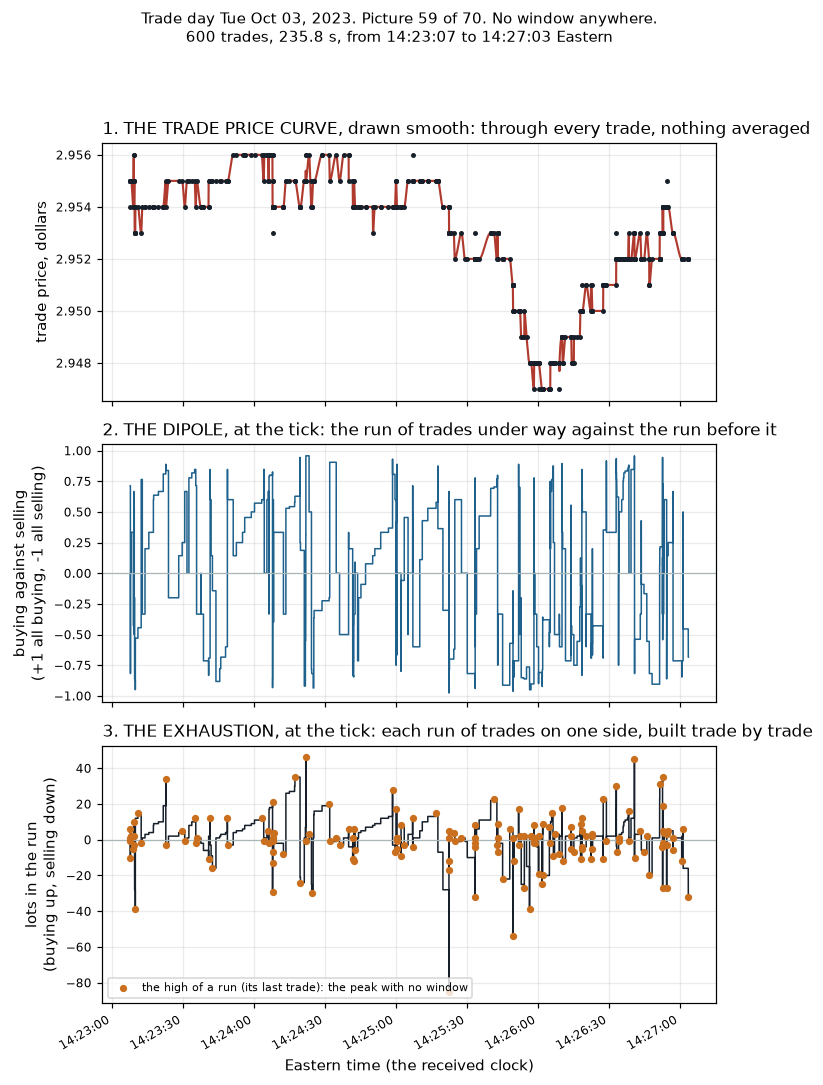 Trade day Tue Oct 03, 2023. Picture 59 of 70. No window anywhere.
600 trades, 235.8 s, from 14:23:07 to 14:27:03 Eastern
1. THE TRADE PRICE CURVE, drawn smooth: through every trade, nothing averaged
2.956
2.954
2.952
2.950
2.948
trade price, dollars
2. THE DIPOLE, at the tick: the run of trades under way against the run before it
1.00
0.75
0.50
0.25
0.00
−0.25
−0.50
−0.75
−1.00
buying against selling
(+1 all buying, -1 all selling)
3. THE EXHAUSTION, at the tick: each run of trades on one side, built trade by trade
40
20
0
−20
−40
−60
−80
lots in the run
(buying up, selling down)
the high of a run (its last trade): the peak with no window
14:23:00
14:23:30
14:24:00
14:24:30
14:25:00
14:25:30
14:26:00
14:26:30
14:27:00
Eastern time (the received clock)